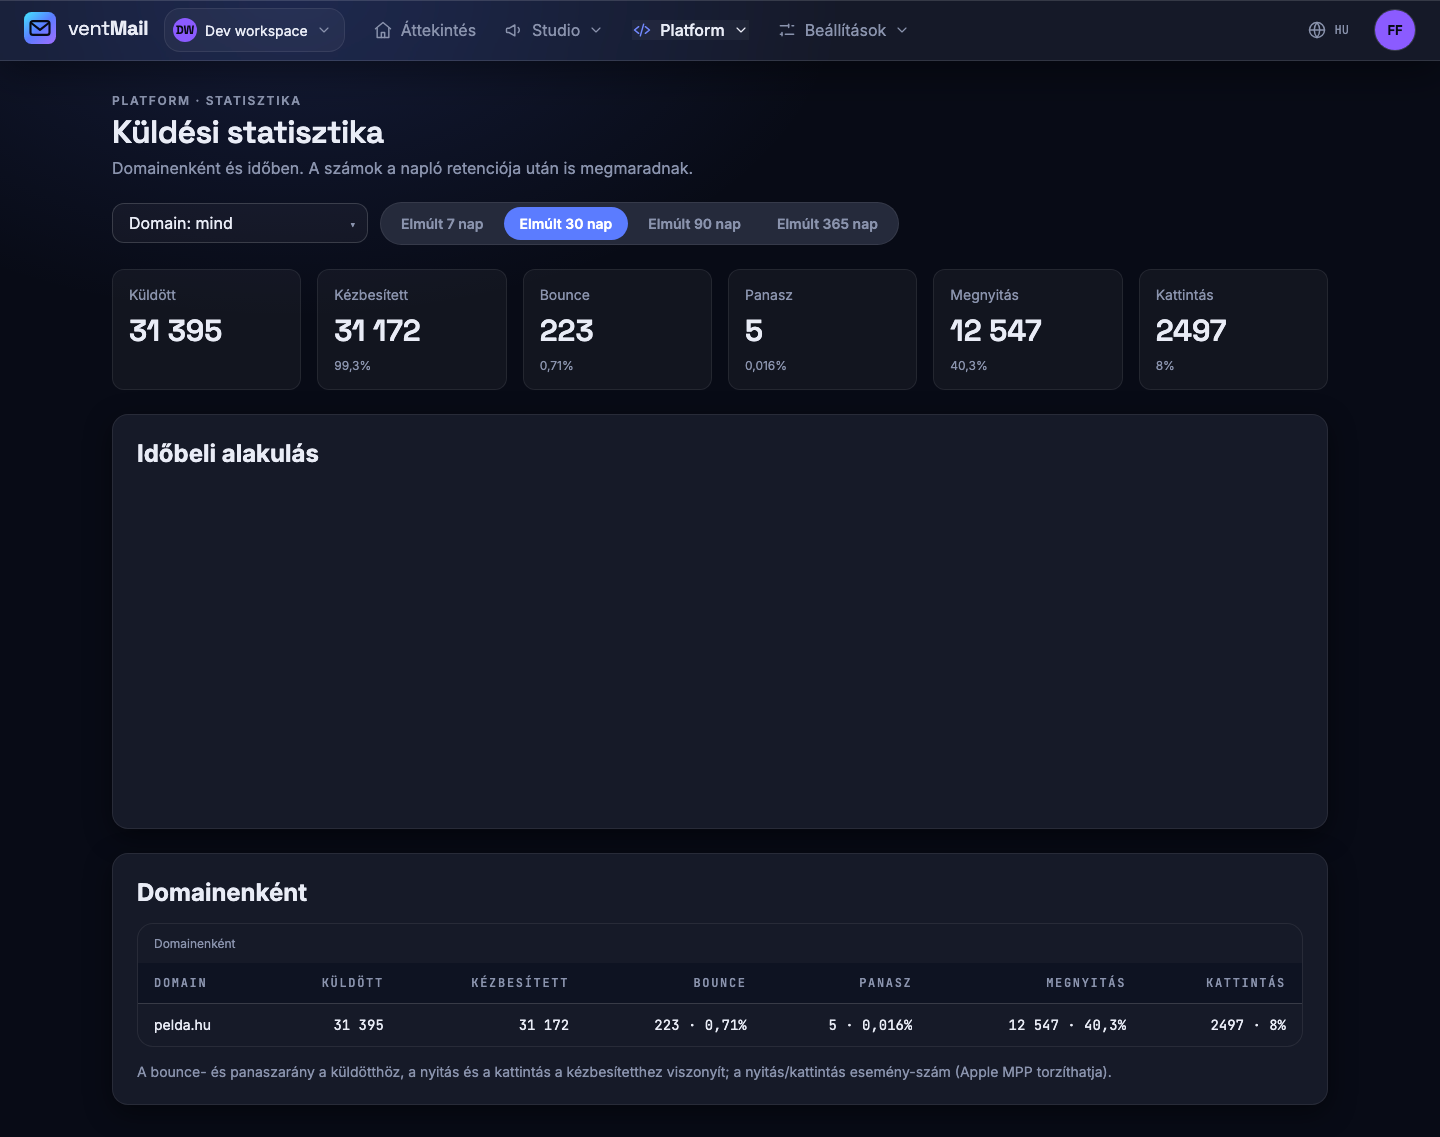 ventMail
DW Dev workspace
Áttekintés
Studio
Platform
Beállítások
HU
FF
PLATFORM · STATISZTIKA
Küldési statisztika
Domainenként és időben. A számok a napló retenciója után is megmaradnak.
Domain: mind
Elmúlt 7 nap
Elmúlt 30 nap
Elmúlt 90 nap
Elmúlt 365 nap
Küldött
31 395
Kézbesített
31 172
99,3%
Bounce
223
0,71%
Panasz
5
0,016%
Megnyitás
12 547
40,3%
Kattintás
2497
8%
Időbeli alakulás
Domainenként
Domainenként
DOMAIN KÜLDÖTT KÉZBESÍTETT BOUNCE PANASZ MEGNYITÁS KATTINTÁS
pelda.hu 31 395 31 172 223 · 0,71% 5 · 0,016% 12 547 · 40,3% 2497 · 8%
A bounce- és panaszarány a küldötthöz, a nyitás és a kattintás a kézbesítetthez viszonyít; a nyitás/kattintás esemény-szám (Apple MPP torzíthatja).